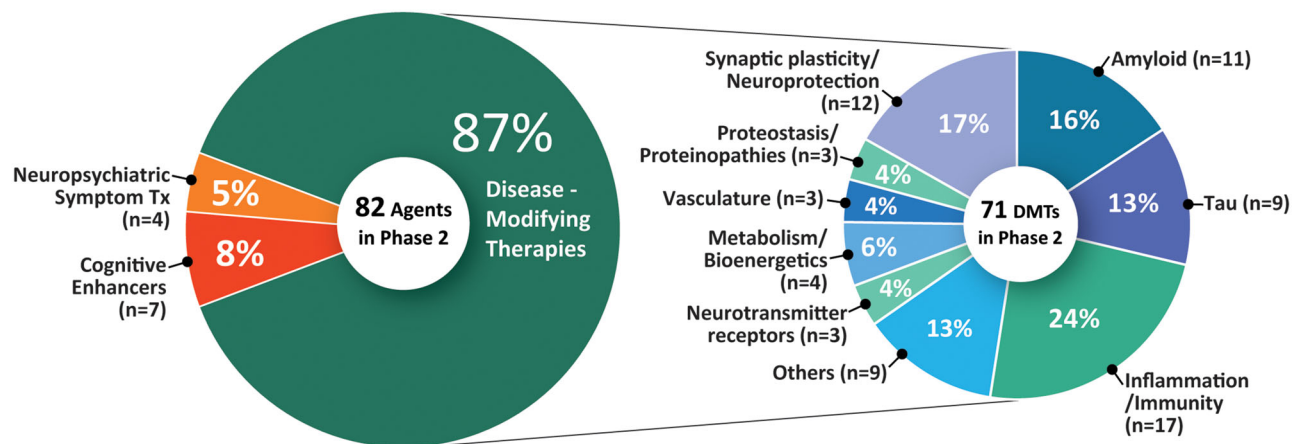 87%
Disease -
Modifying
Therapies
82 Agents
in Phase 2
Neuropsychiatric
Symptom Tx
(n=4)
5%
Cognitive
Enhancers
(n=7)
8%
71 DMTs
in Phase 2
Amyloid (n=11)
16%
Tau (n=9)
13%
Inflammation
/Immunity
(n=17)
24%
Others (n=9)
13%
Neurotransmitter
receptors (n=3)
4%
Metabolism/
Bioenergetics
(n=4)
6%
Vasculature (n=3)
4%
Proteostasis/
Proteinopathies (n=3)
4%
Synaptic plasticity/
Neuroprotection
(n=12)
17%